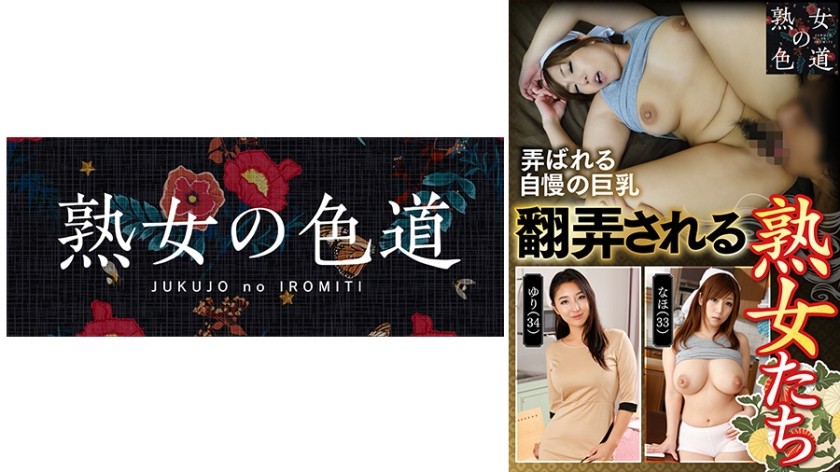 熟女の色道
JUKUJO no IROMITI
熟女
の
色道
弄ばれる
自慢の巨乳
翻弄される
熟女たち
ゆり(34)
なほ(33)